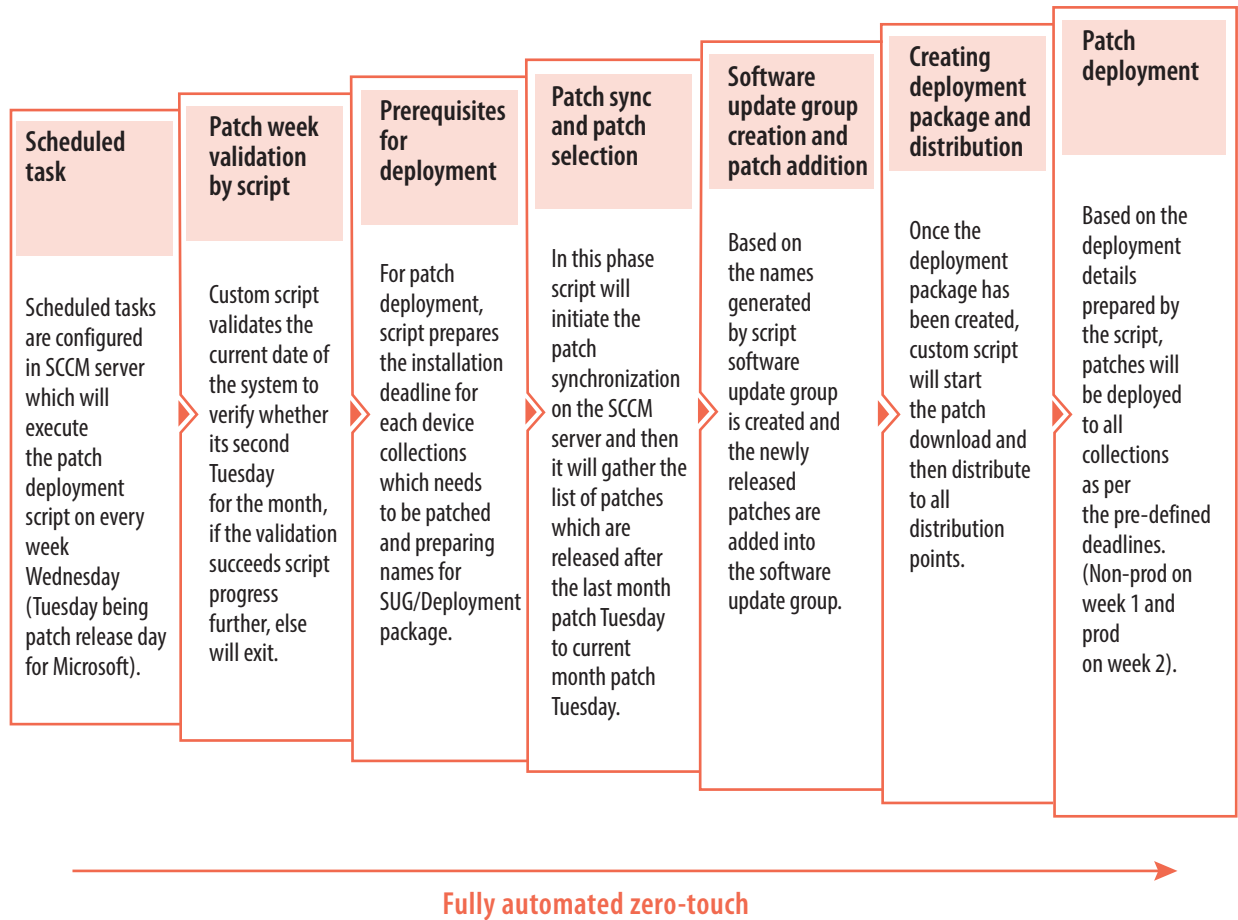 Scheduled
task
Scheduled tasks
are configured
in SCCM server
which will
execute
the patch
deployment
script on every
week
Wednesday
(Tuesday being
patch release day
for Microsoft).
Patch week
validation
by script
Custom script
validates the
current date of
the system to
verify whether
its second
Tuesday
for the month,
if the validation
succeeds script
progress
further, else
will exit.
Prerequisites
for
deployment
For patch
deployment,
script prepares
the installation
deadline for
each device
collections
which needs
to be patched
and preparing
names for
SUG/Deployment
package.
Patch sync
and patch
selection
In this phase
script will
initiate the
patch
synchronization
on the SCCM
server and then
it will gather the
list of patches
which are
released after
the last month
patch Tuesday
to current
month patch
Tuesday.
Software
update group
creation and
patch addition
Based on
the names
generated
by script
software
update group
is created and
the newly
released
patches are
added into
the software
update group.
Creating
deployment
package and
distribution
Once the
deployment
package has
been created,
custom script
will start
the patch
download and
then distribute
to all
distribution
points.
Patch
deployment
Based on the
deployment
details
prepared by
the script,
patches will
be deployed
to all
collections
as per
the pre-defined
deadlines.
(Non-prod on
week 1 and
prod
on week 2).
Fully automated zero-touch